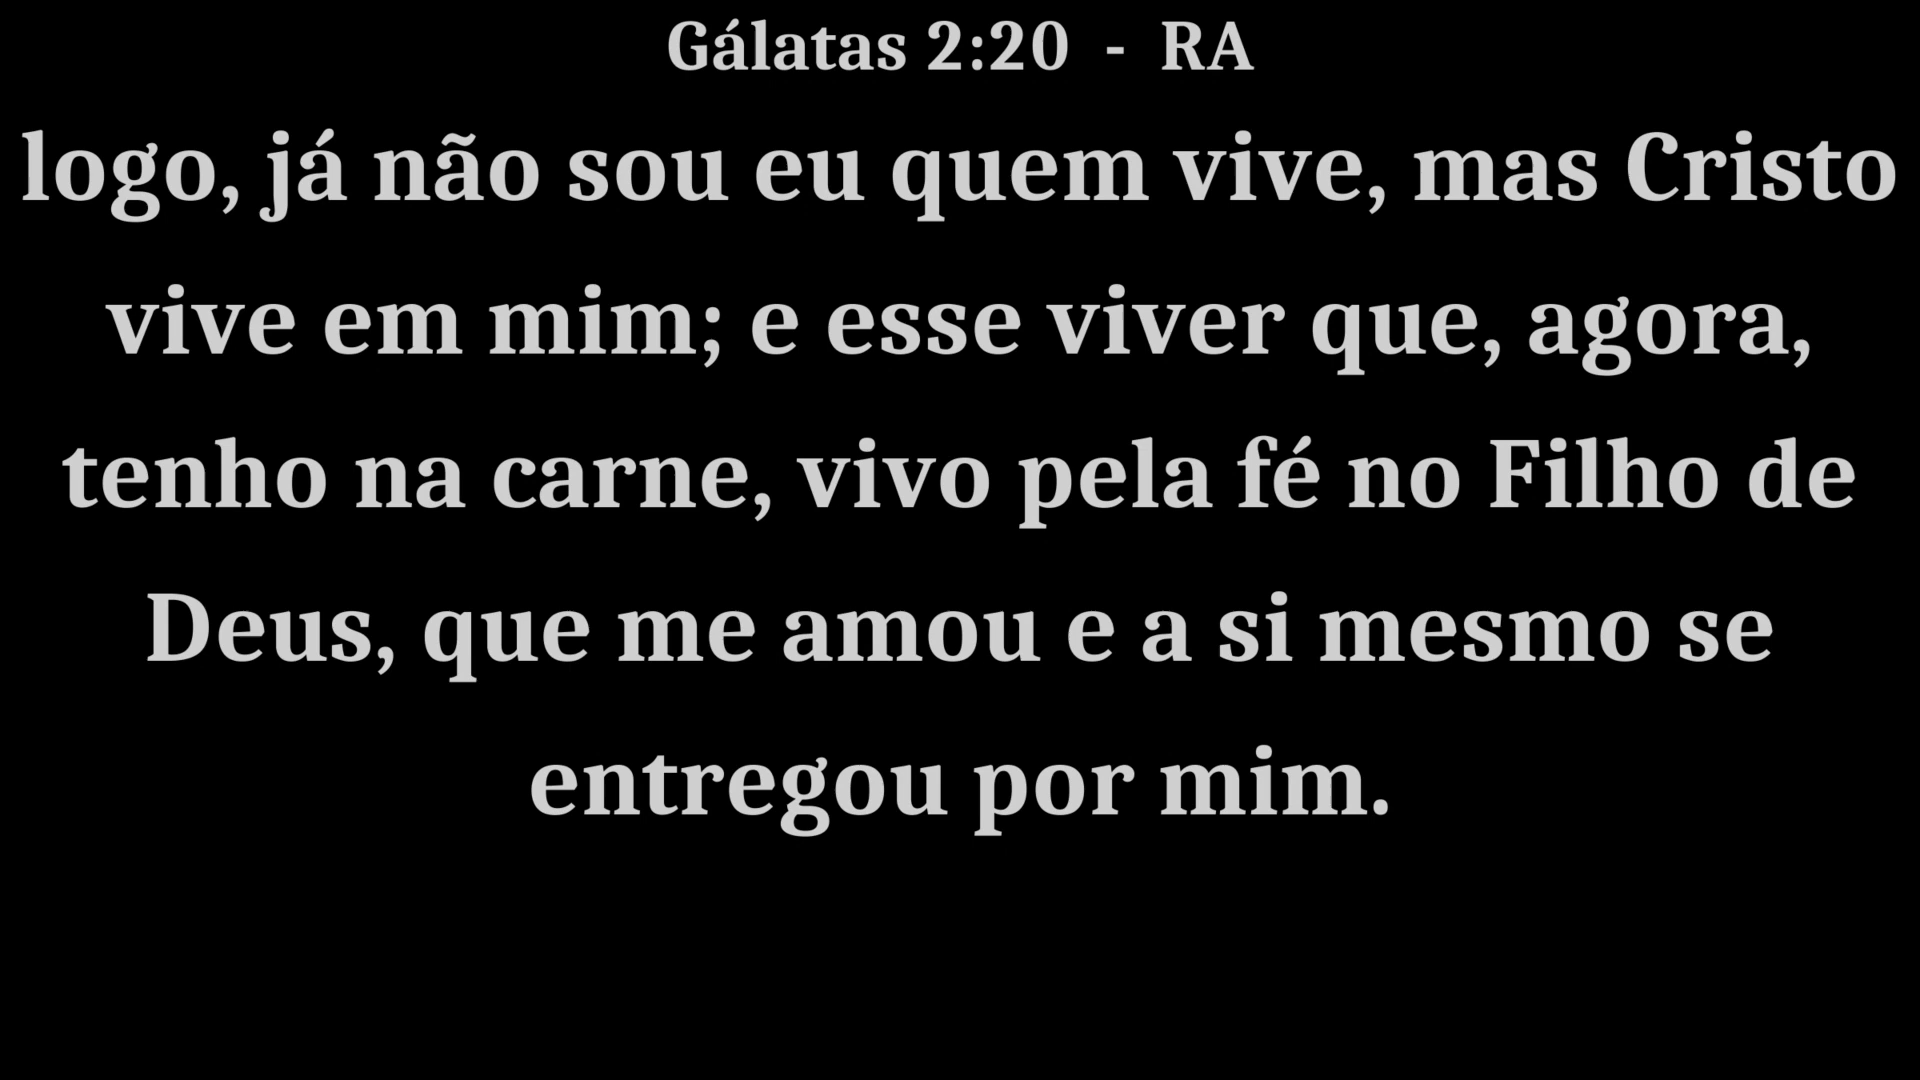 Gálatas 2:20 - RA
logo, já não sou eu quem vive, mas Cristo
vive em mim; e esse viver que, agora,
tenho na carne, vivo pela fé no Filho de
Deus, que me amou e a si mesmo se
entregou por mim.